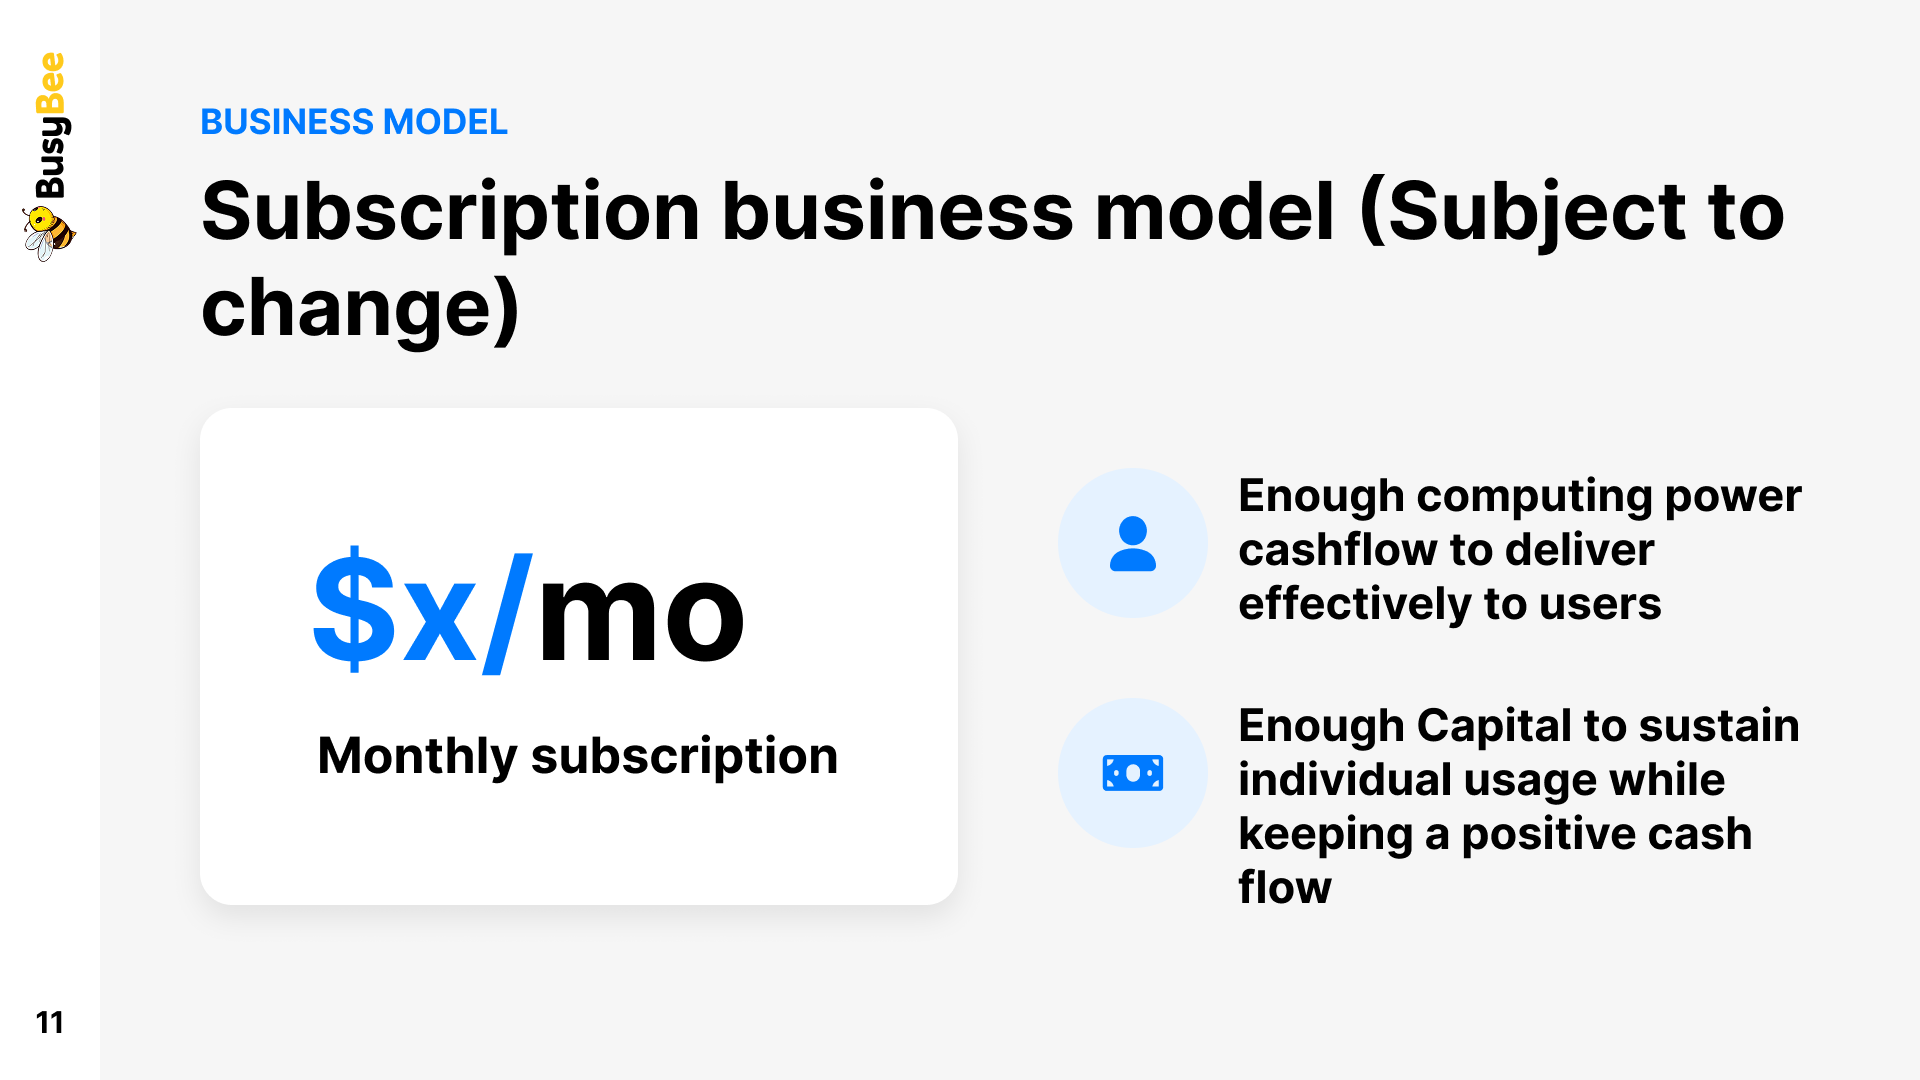 BusyBee
BUSINESS MODEL
Subscription business model (Subject to
change)
$x/mo
Monthly subscription
Enough computing power
cashflow to deliver
effectively to users
Enough Capital to sustain
individual usage while
keeping a positive cash
flow
11